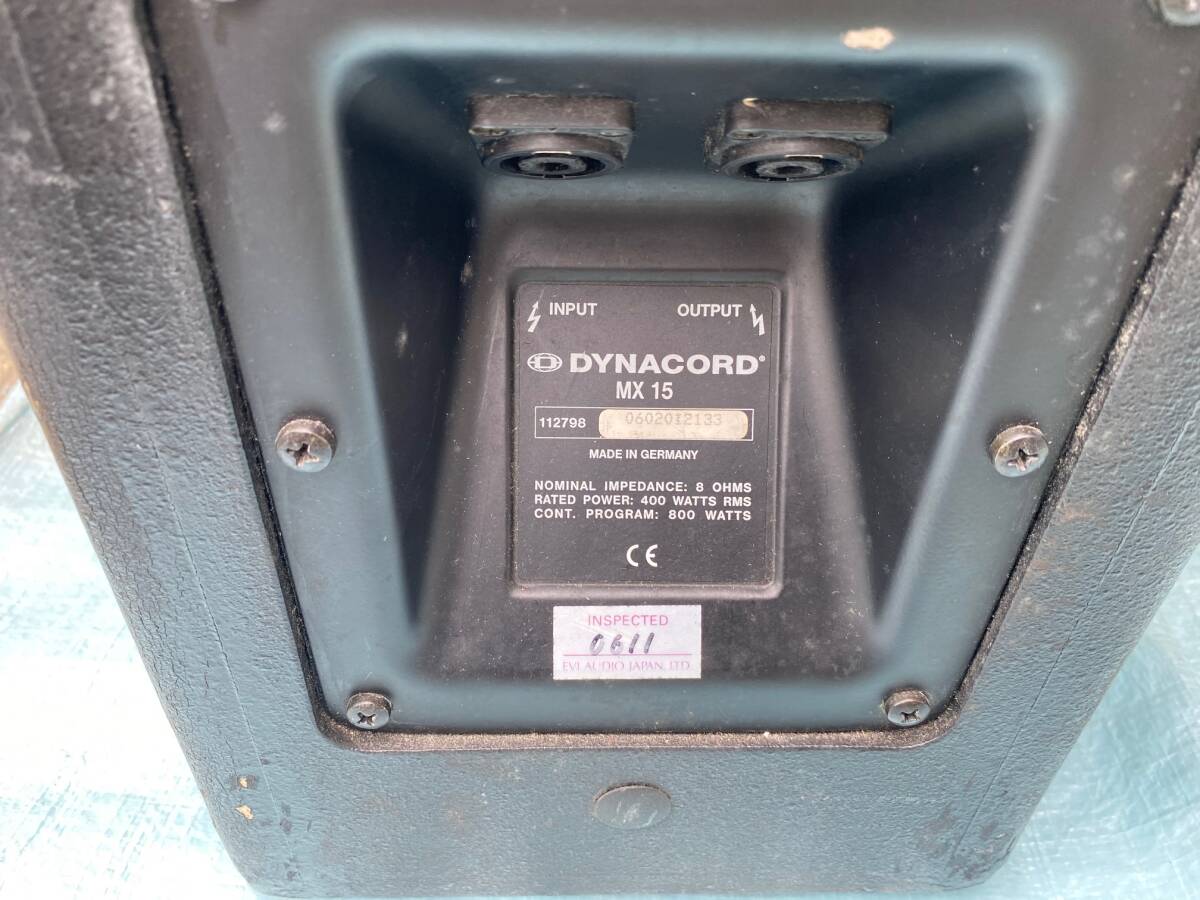 INPUT OUTPUT
DYNACORD®
MX 15
112798 0602012133
MADE IN GERMANY
NOMINAL IMPEDANCE: 8 OHMS
RATED POWER: 400 WATTS RMS
CONT. PROGRAM: 800 WATTS
CE
INSPECTED
0611
EVI AUDIO JAPAN, LTD